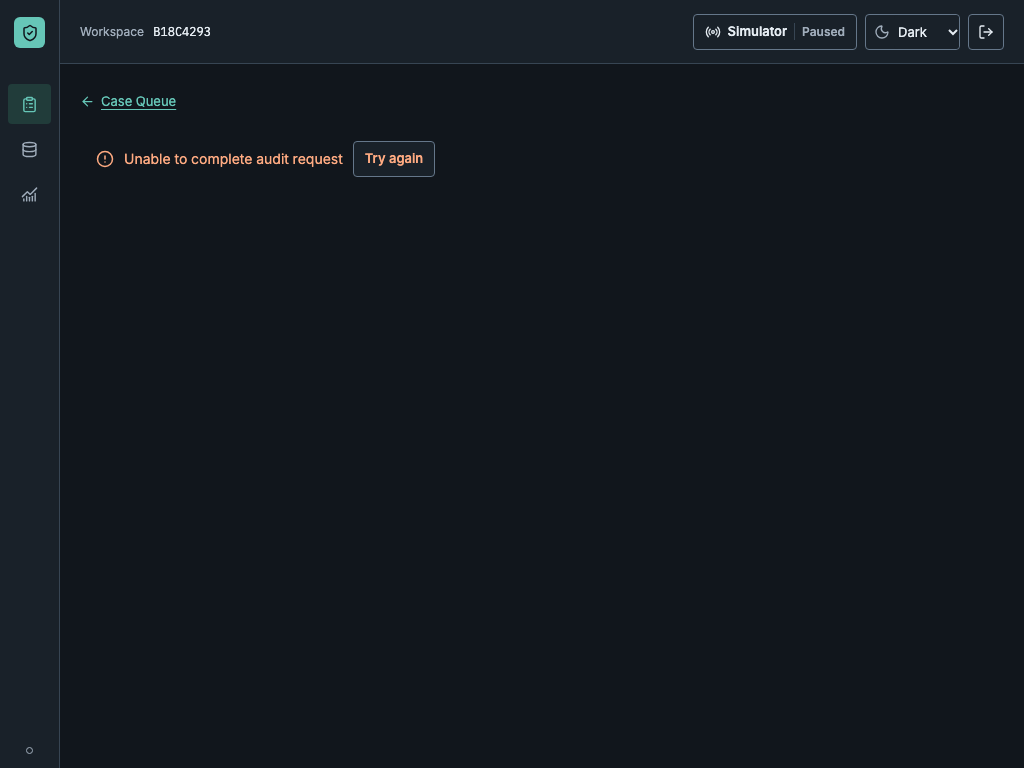 Workspace B18C4293
Simulator Paused
Dark
Case Queue
Unable to complete audit request
Try again